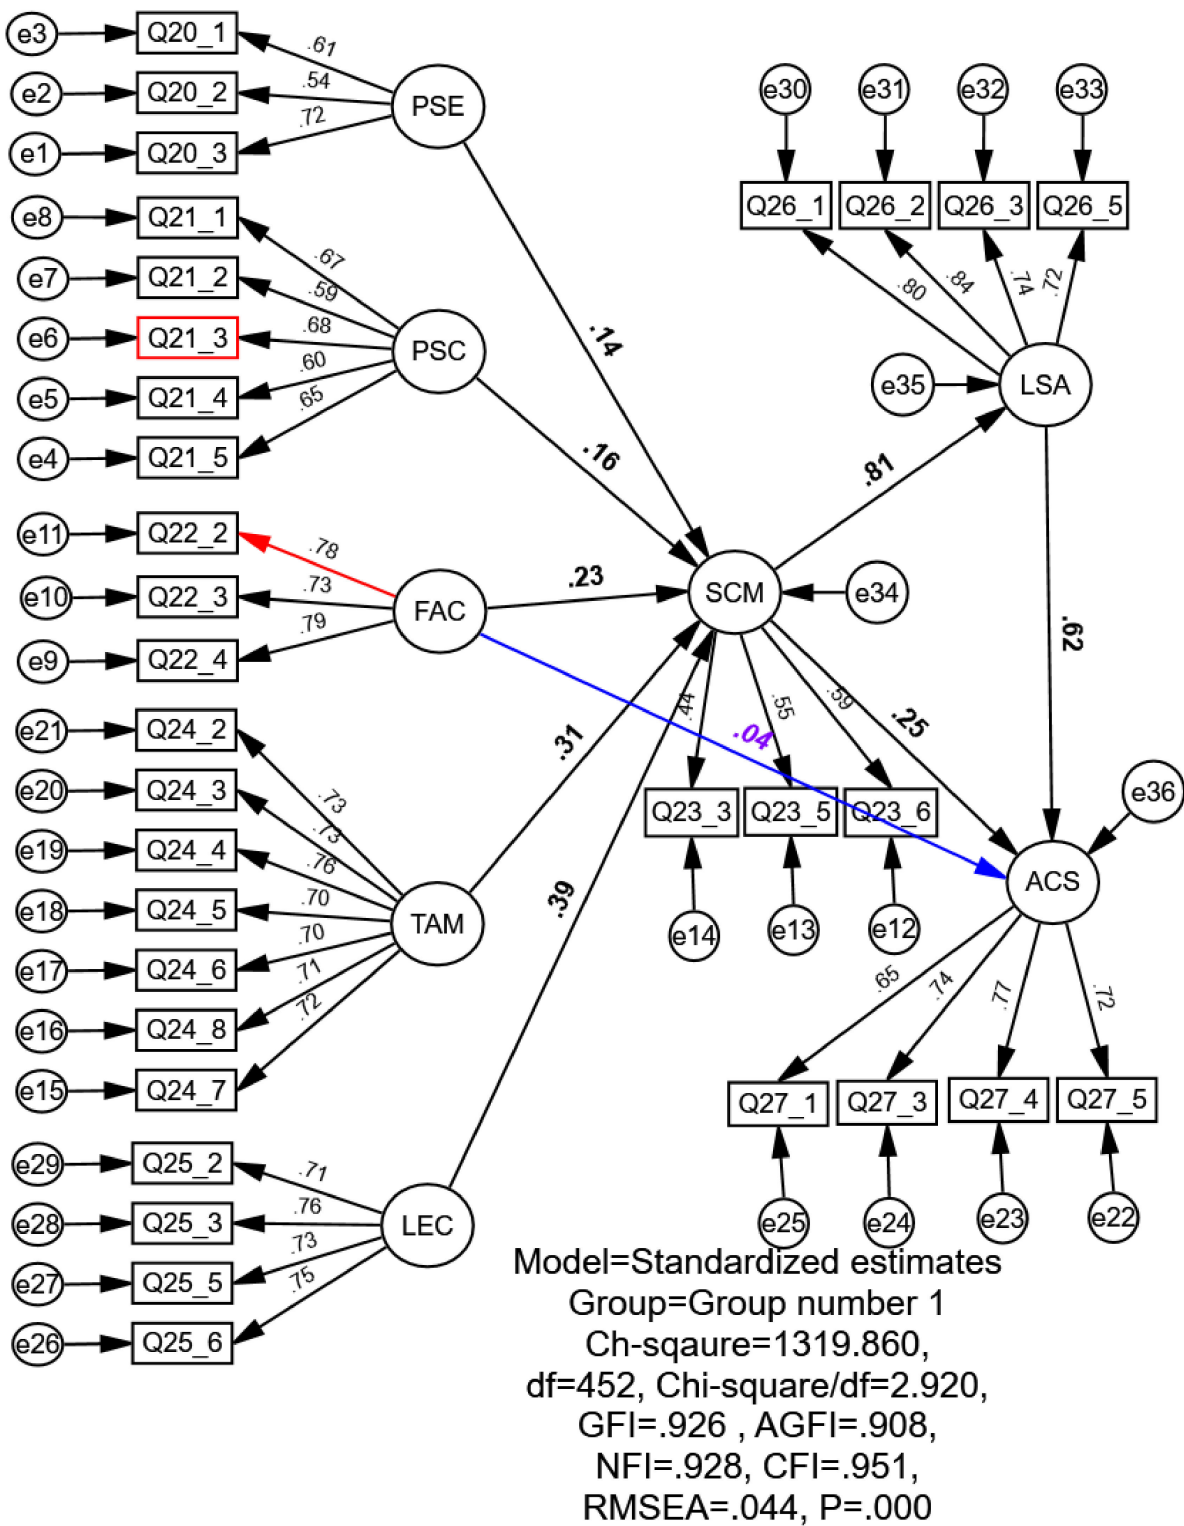 e3 Q20_1 .61
e2 Q20_2 .54 PSE
e1 Q20_3 .72
e8 Q21_1 .67
e7 Q21_2 .59
e6 Q21_3 .68 PSC
e5 Q21_4 .60
e4 Q21_5 .65
e11 Q22_2 .78
e10 Q22_3 .73 FAC
e9 Q22_4 .79
e21 Q24_2 .73
e20 Q24_3 .73
e19 Q24_4 .76
e18 Q24_5 .70 TAM
e17 Q24_6 .70
e16 Q24_8 .71
e15 Q24_7 .72
e29 Q25_2 .71
e28 Q25_3 .76 LEC
e27 Q25_5 .73
e26 Q25_6 .75
.14
.16
.23
.31
.39
SCM e34
.81
.44 .55 .59 .25
.04
Q23_3 Q23_5 Q23_6
e14 e13 e12
e30 e31 e32 e33
Q26_1 Q26_2 Q26_3 Q26_5
.80 .84 .74 .72
e35 LSA
.62
e36
ACS
.65 .74 .77 .72
Q27_1 Q27_3 Q27_4 Q27_5
e25 e24 e23 e22
Model=Standardized estimates
Group=Group number 1
Ch-sqaure=1319.860,
df=452, Chi-square/df=2.920,
GFI=.926 , AGFI=.908,
NFI=.928, CFI=.951,
RMSEA=.044, P=.000